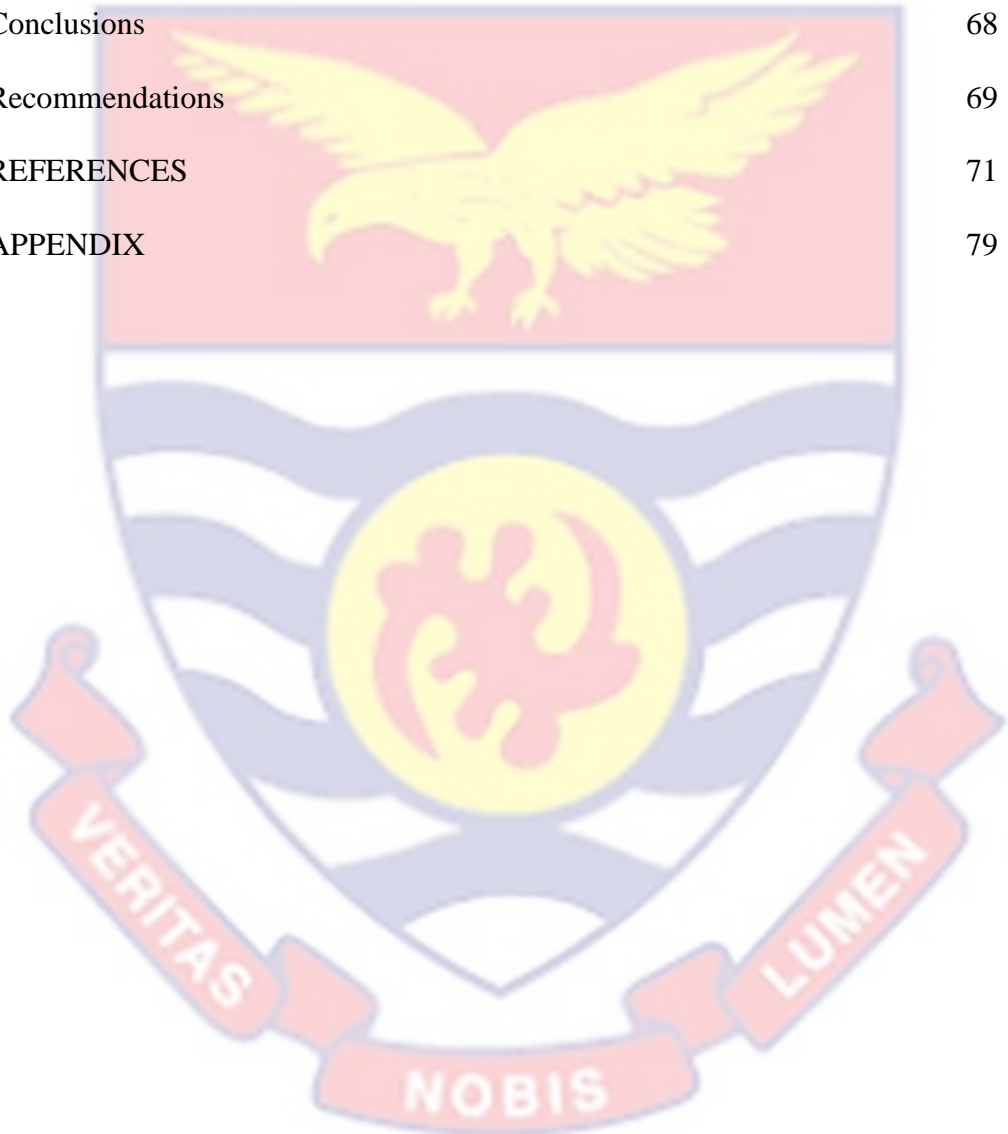 Conclusions 68
Recommendations 69
REFERENCES 71
APPENDIX 79
VERITAS
NOBIS
LUMEN